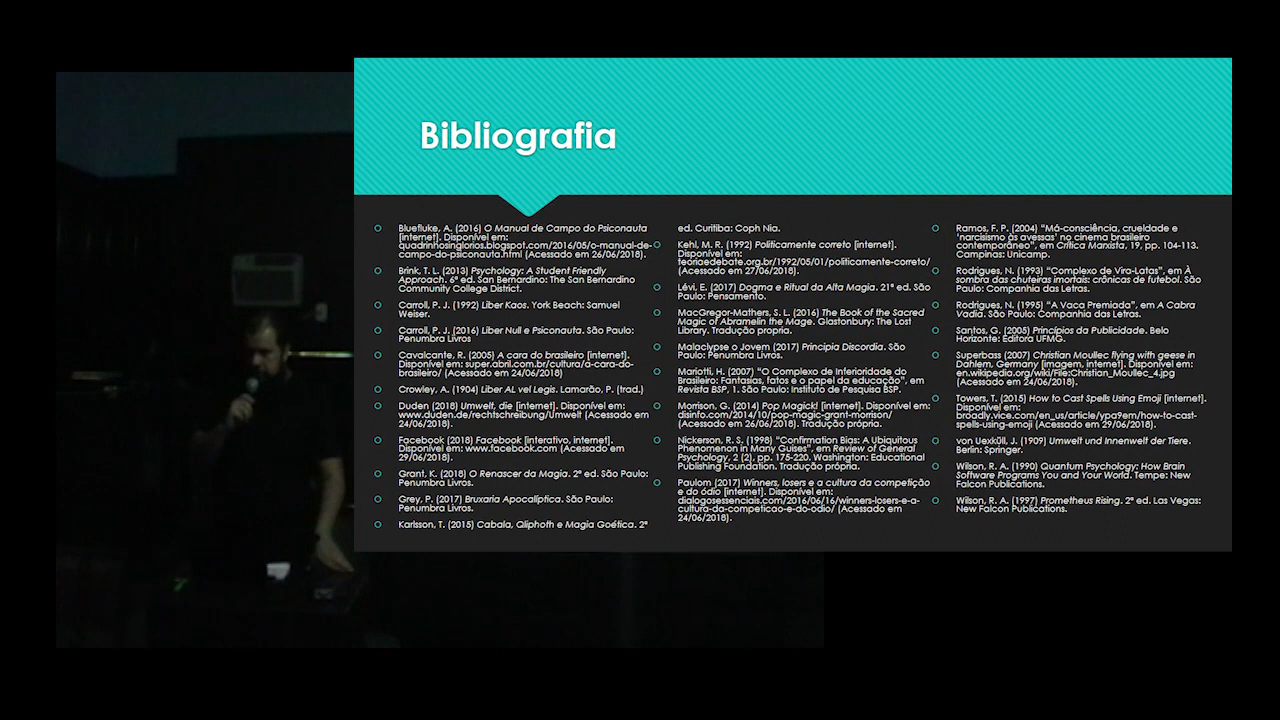 Bibliografia
Bluefluke, A. (2016) O Manual de Campo do Psiconauta
[internet]. Disponível em:
quadrinhosinglorios.blogspot.com/2016/05/o-manual-de-
campo-do-psiconauta.html (Acessado em 26/06/2018).
Brink, T. L. (2013) Psychology: A Student Friendly
Approach. 6ª ed. San Bernardino: The San Bernardino
Community College District.
Carroll, P. J. (1992) Liber Kaos. York Beach: Samuel
Weiser.
Carroll, P. J. (2016) Liber Null e Psiconauta. São Paulo:
Penumbra Livros
Cavalcante, R. (2005) A cara do brasileiro [internet].
Disponível em: super.abril.com.br/cultura/a-cara-do-
brasileiro/ (Acessado em 24/06/2018)
Crowley, A. (1904) Liber AL vel Legis. Lamarão, P. (trad.)
Duden (2018) Umwelt, die [internet]. Disponível em:
www.duden.de/rechtschreibung/Umwelt (Acessado em
24/06/2018).
Facebook (2018) Facebook [interativo, internet].
Disponível em: www.facebook.com (Acessado em
29/06/2018).
Grant, K. (2018) O Renascer da Magia. 2ª ed. São Paulo:
Penumbra Livros.
Grey, P. (2017) Bruxaria Apocalíptica. São Paulo:
Penumbra Livros.
Karlsson, T. (2015) Cabala, Qliphoth e Magia Goética. 2ª
ed. Curitiba: Coph Nia.
Kehl, M. R. (1992) Politicamente correto [internet].
Disponível em:
teoriaedebate.org.br/1992/05/01/politicamente-correto/
(Acessado em 27/06/2018).
Lévi, E. (2017) Dogma e Ritual da Alta Magia. 21ª ed. São
Paulo: Pensamento.
MacGregor-Mathers, S. L. (2016) The Book of the Sacred
Magic of Abramelin the Mage. Glastonbury: The Lost
Library. Tradução própria.
Malaclypse o Jovem (2017) Principia Discordia. São
Paulo: Penumbra Livros.
Mariotti, H. (2007) “O Complexo de Inferioridade do
Brasileiro: Fantasias, fatos e o papel da educação”, em
Revista BSP, 1. São Paulo: Instituto de Pesquisa BSP.
Morrison, G. (2014) Pop Magick! [internet]. Disponível em:
disinfo.com/2014/10/pop-magic-grant-morrison/
(Acessado em 26/06/2018). Tradução própria.
Nickerson, R. S. (1998) “Confirmation Bias: A Ubiquitous
Phenomenon in Many Guises”, em Review of General
Psychology, 2 (2), pp. 175-220. Washington: Educational
Publishing Foundation. Tradução própria.
Paulom (2017) Winners, losers e a cultura da competição
e do ódio [internet]. Disponível em:
dialogosessenciais.com/2016/06/16/winners-losers-e-a-
cultura-da-competicao-e-do-odio/ (Acessado em
24/06/2018).
Ramos, F. P. (2004) “Má-consciência, crueldade e
‘narcisismo às avessas’ no cinema brasileiro
contemporâneo”, em Crítica Marxista, 19, pp. 104-113.
Campinas: Unicamp.
Rodrigues, N. (1993) “Complexo de Vira-Latas”, em À
sombra das chuteiras imortais: crônicas de futebol. São
Paulo: Companhia das Letras.
Rodrigues, N. (1995) “A Vaca Premiada”, em A Cabra
Vadia. São Paulo: Companhia das Letras.
Santos, G. (2005) Princípios da Publicidade. Belo
Horizonte: Editora UFMG.
Superbass (2007) Christian Moullec flying with geese in
Dahlem, Germany [imagem, internet]. Disponível em:
en.wikipedia.org/wiki/File:Christian_Moullec_4.jpg
(Acessado em 24/06/2018).
Towers, T. (2015) How to Cast Spells Using Emoji [internet].
Disponível em:
broadly.vice.com/en_us/article/ypa9em/how-to-cast-
spells-using-emoji (Acessado em 29/06/2018).
von Uexküll, J. (1909) Umwelt und Innenwelt der Tiere.
Berlin: Springer.
Wilson, R. A. (1990) Quantum Psychology: How Brain
Software Programs You and Your World. Tempe: New
Falcon Publications.
Wilson, R. A. (1997) Prometheus Rising. 2ª ed. Las Vegas:
New Falcon Publications.